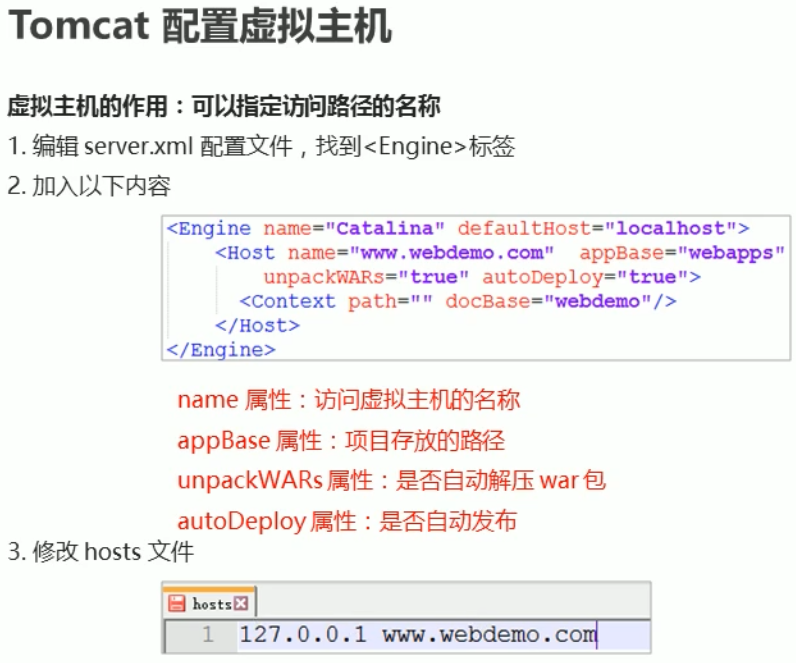 Tomcat 配置虚拟主机
虚拟主机的作用：可以指定访问路径的名称
1. 编辑 server.xml 配置文件，找到<Engine>标签
2. 加入以下内容
<Engine name="Catalina" defaultHost="localhost">
<Host name="www.webdemo.com" appBase="webapps"
unpackWARs="true" autoDeploy="true">
<Context path="" docBase="webdemo"/>
</Host>
</Engine>
name 属性：访问虚拟主机的名称
appBase 属性：项目存放的路径
unpackWARs 属性：是否自动解压 war 包
autoDeploy 属性：是否自动发布
3. 修改 hosts 文件
hosts
1 127.0.0.1 www.webdemo.com